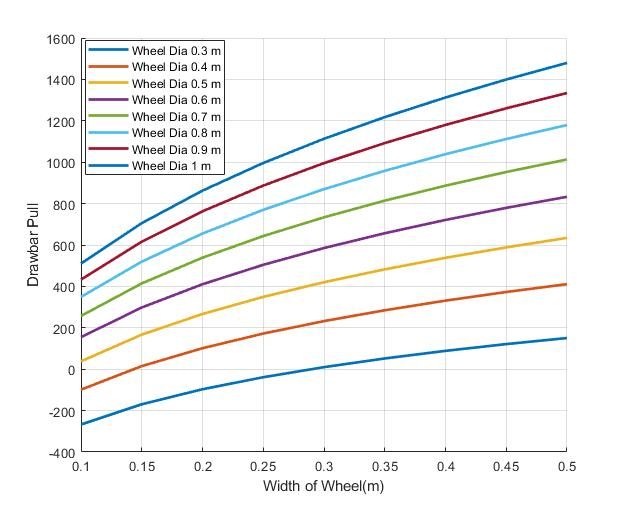 1600
1400
1200
1000
800
600
400
200
0
-200
-400
Wheel Dia 0.3 m
Wheel Dia 0.4 m
Wheel Dia 0.5 m
Wheel Dia 0.6 m
Wheel Dia 0.7 m
Wheel Dia 0.8 m
Wheel Dia 0.9 m
Wheel Dia 1 m
Drawbar Pull
0.1 0.15 0.2 0.25 0.3 0.35 0.4 0.45 0.5
Width of Wheel(m)